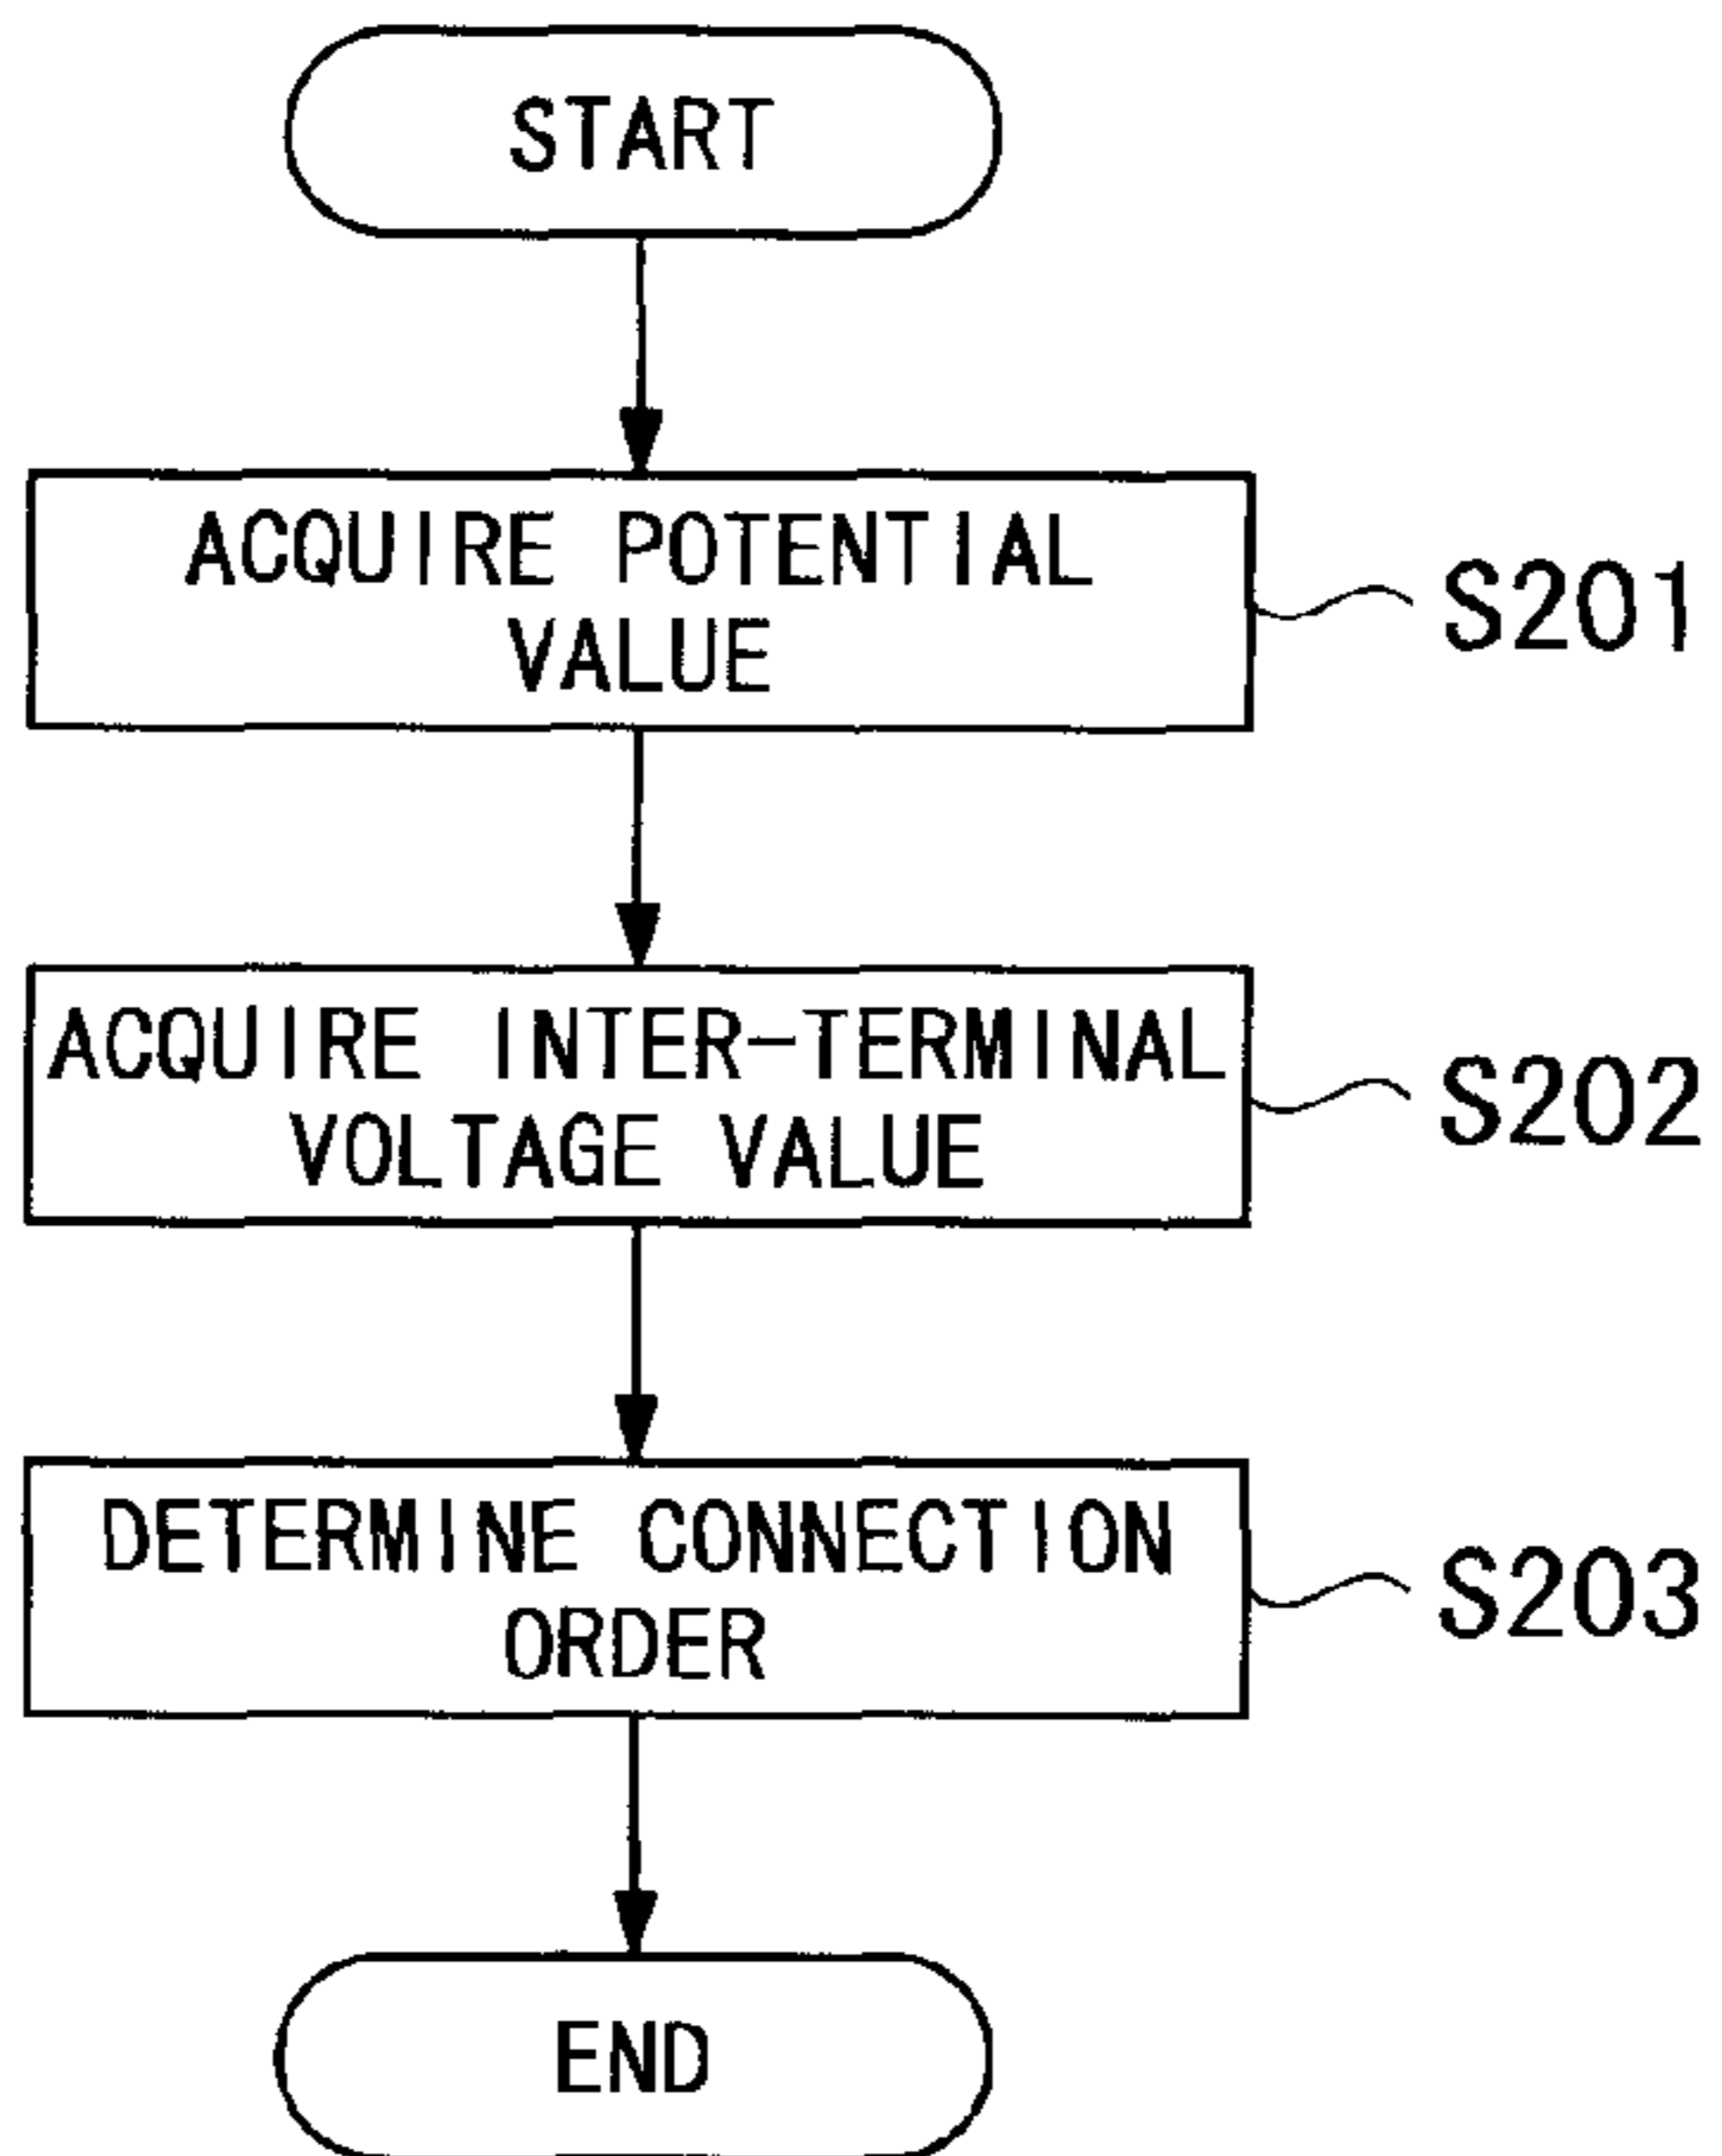 START
ACQUIRE POTENTIAL
VALUE
S201
ACQUIRE INTER-TERMINAL
VOLTAGE VALUE
S202
DETERMINE CONNECTION
ORDER
S203
END